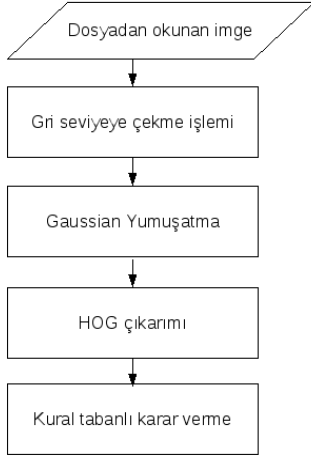 Dosyadan okunan imge
Gri seviyeye çekme işlemi
Gaussian Yumuşatma
HOG çıkarımı
Kural tabanlı karar verme